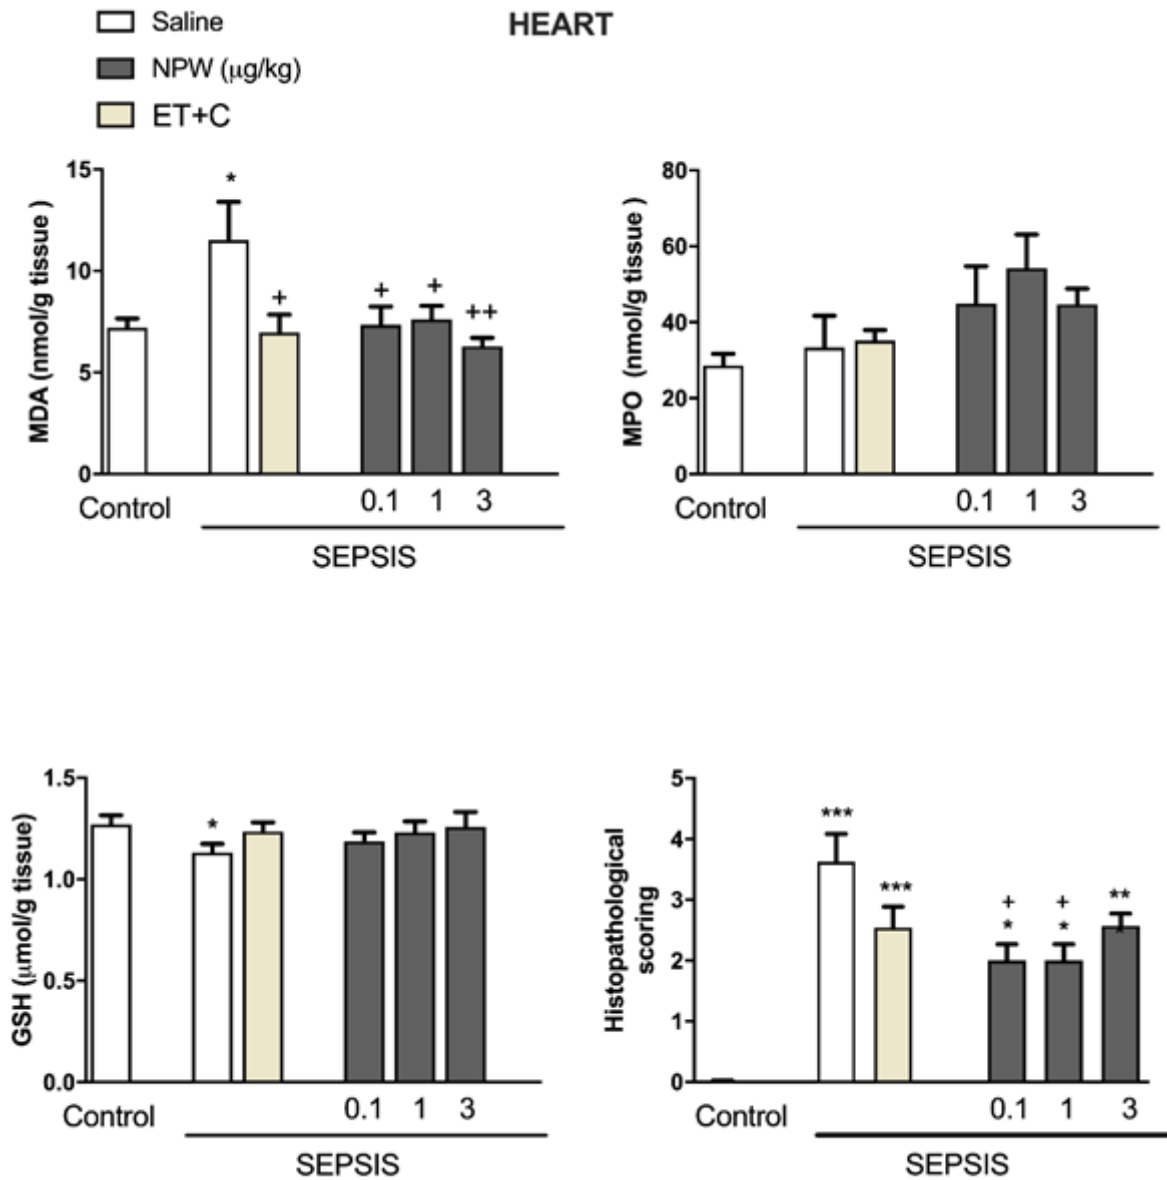 HEART
Saline
NPW (μg/kg)
ET+C
MDA (nmol/g tissue )
15
10
5
0
*
+
+
+
++
Control
0.1 1 3
SEPSIS
MPO (nmol/g tissue )
80
60
40
20
0
Control
0.1 1 3
SEPSIS
GSH (μmol/g tissue)
1.5
1.0
0.5
0.0
*
Control
0.1 1 3
SEPSIS
Histopathological
scoring
5
4
3
2
1
0
***
***
+
*
+
*
**
Control
0.1 1 3
SEPSIS